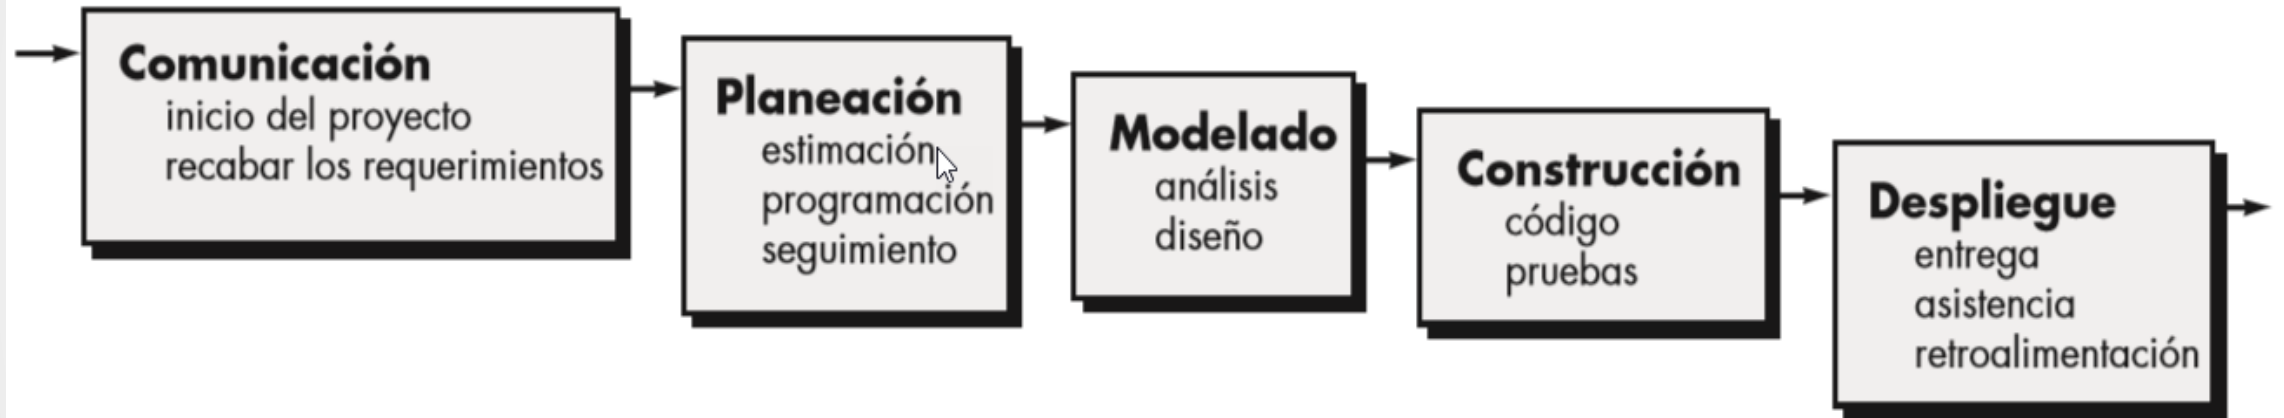 Comunicación
inicio del proyecto
recabar los requerimientos
Planeación
estimación
programación
seguimiento
Modelado
análisis
diseño
Construcción
código
pruebas
Despliegue
entrega
asistencia
retroalimentación